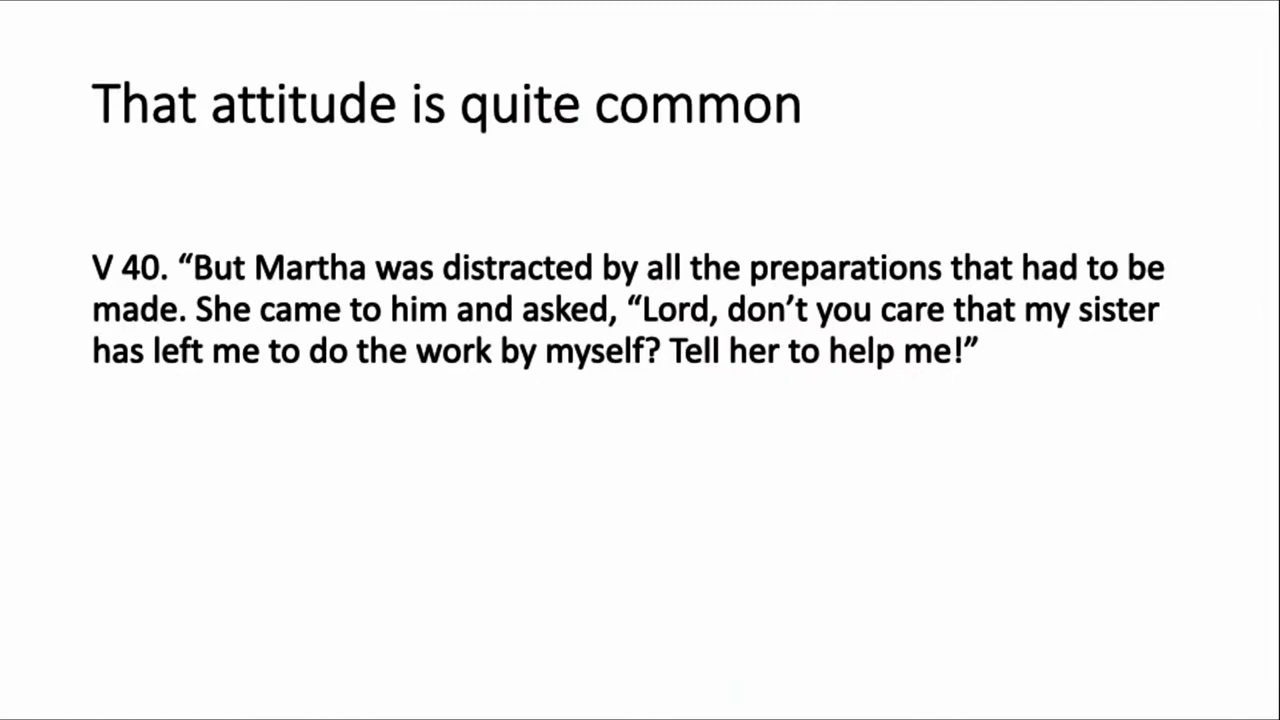 That attitude is quite common
V 40. “But Martha was distracted by all the preparations that had to be
made. She came to him and asked, “Lord, don’t you care that my sister
has left me to do the work by myself? Tell her to help me!”